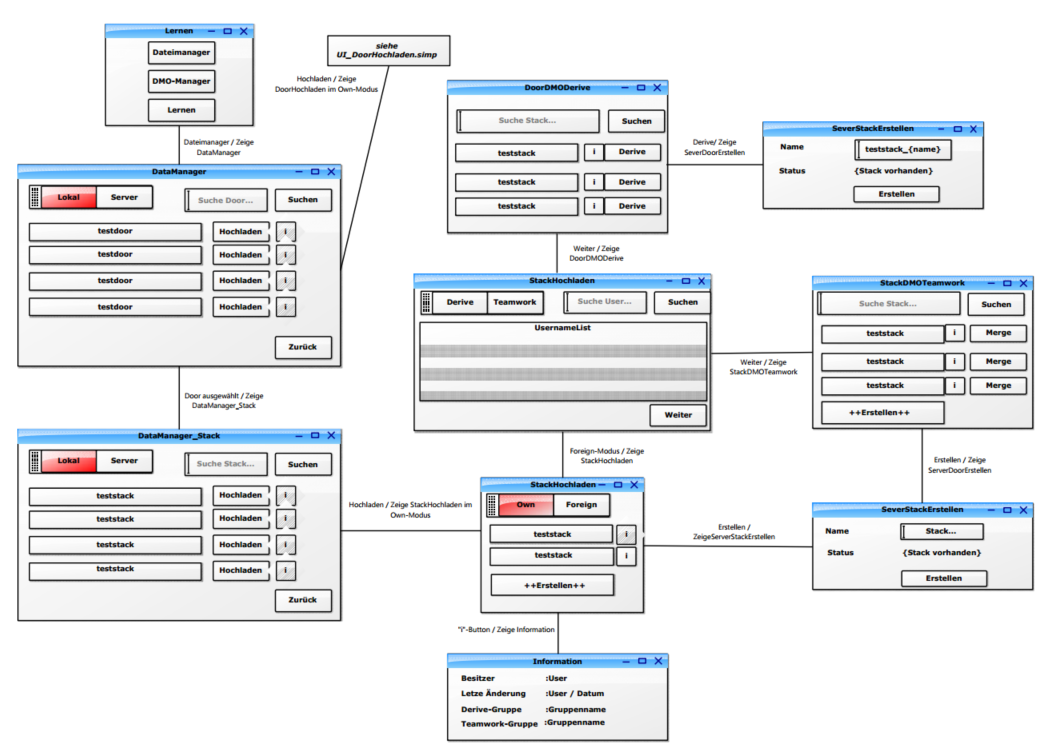 Lernen
Dateimanager
DMO-Manager
Lernen
siehe
UI_DoorHochladen.simp
Hochladen / Zeige
DoorHochladen im Own-Modus
Dateimanager / Zeige
DataManager
DataManager
Lokal Server Suche Door... Suchen
testdoor Hochladen i
testdoor Hochladen i
testdoor Hochladen i
testdoor Hochladen i
Zurück
Door ausgewählt / Zeige
DataManager_Stack
DataManager_Stack
Lokal Server Suche Stack... Suchen
teststack Hochladen i
teststack Hochladen i
teststack Hochladen i
teststack Hochladen i
Zurück
Hochladen / Zeige StackHochladen im
Own-Modus
DoorDMODerive
Suche Stack... Suchen
teststack i Derive
teststack i Derive
teststack i Derive
Derive/ Zeige
SeverDoorErstellen
SeverStackErstellen
Name teststack_{name}
Status {Stack vorhanden}
Erstellen
Weiter / Zeige
DoorDMODerive
StackHochladen
Derive Teamwork Suche User... Suchen
UsernameList
Weiter
Weiter / Zeige
StackDMOTeamwork
StackDMOTeamwork
Suche Stack... Suchen
teststack i Merge
teststack i Merge
teststack i Merge
++Erstellen++
Foreign-Modus / Zeige
StackHochladen
Erstellen / Zeige
ServerDoorErstellen
StackHochladen
Own Foreign
teststack i
teststack i
++Erstellen++
Erstellen /
ZeigeServerStackErstellen
SeverStackErstellen
Name Stack...
Status {Stack vorhanden}
Erstellen
"i"-Button / Zeige Information
Information
Besitzer :User
Letze Änderung :User / Datum
Derive-Gruppe :Gruppenname
Teamwork-Gruppe :Gruppenname